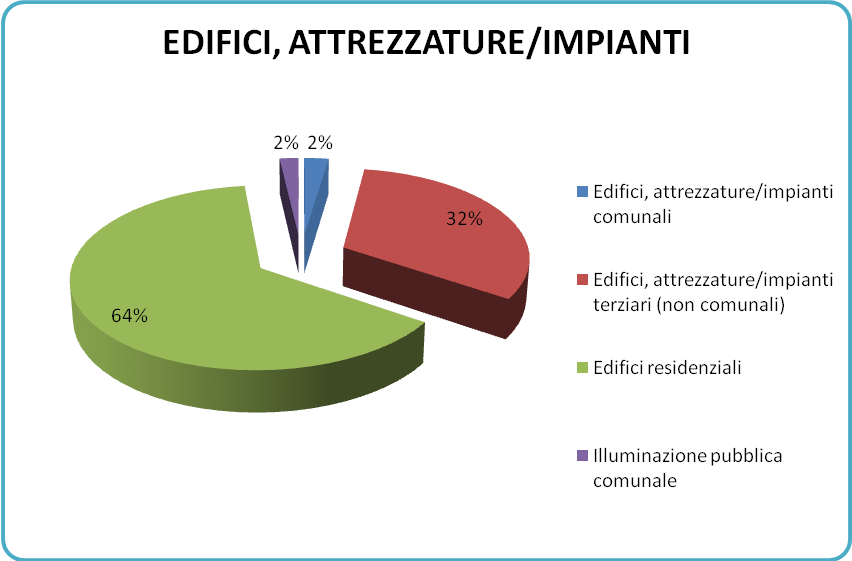 EDIFICI, ATTREZZATURE/IMPIANTI
2%
2%
32%
64%
Edifici, attrezzature/impianti
comunali
Edifici, attrezzature/impianti
terziari (non comunali)
Edifici residenziali
Illuminazione pubblica
comunale